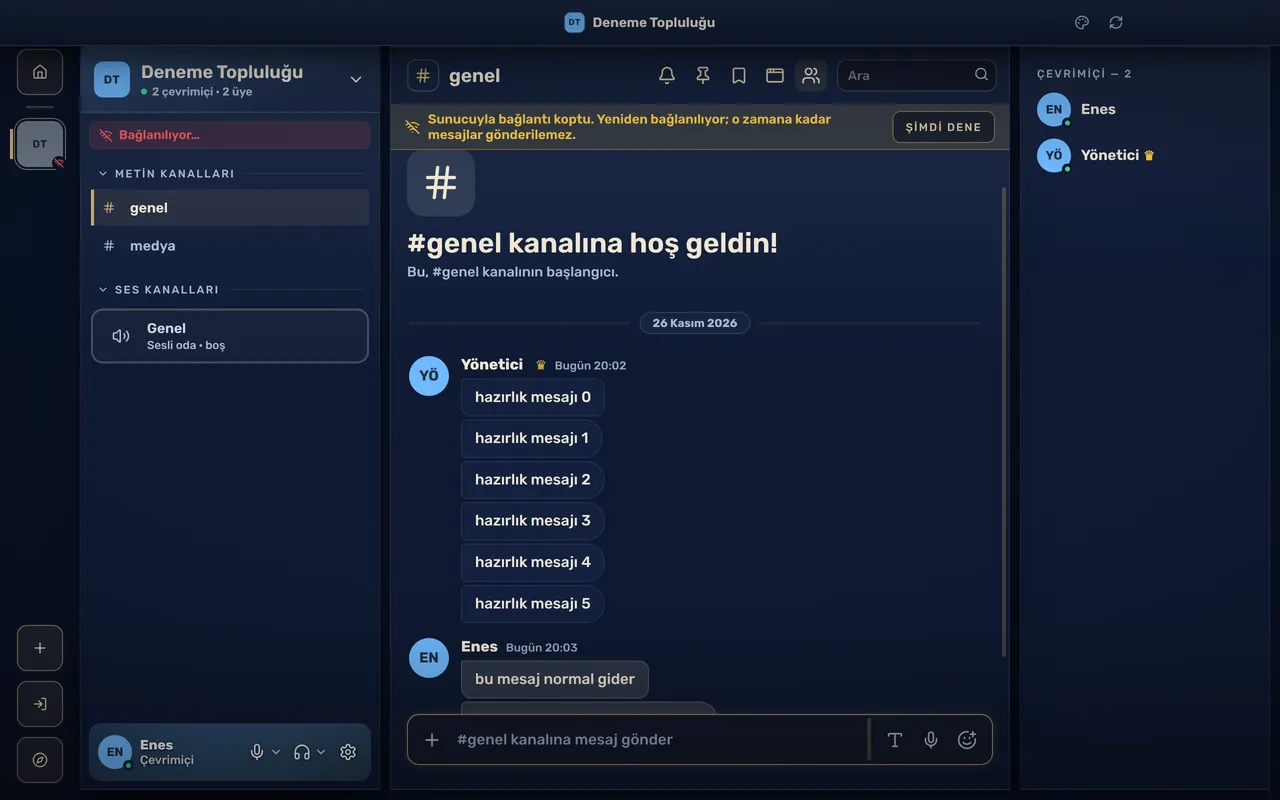 DT Deneme Topluluğu
DT
DT
Deneme Topluluğu
2 çevrimiçi • 2 üye
Bağlanılıyor…
METİN KANALLARI
# genel
# medya
SES KANALLARI
Genel
Sesli oda • boş
EN
Enes
Çevrimiçi
# genel
Ara
Sunucuyla bağlantı koptu. Yeniden bağlanılıyor; o zamana kadar
mesajlar gönderilemez.
ŞİMDİ DENE
#
#genel kanalına hoş geldin!
Bu, #genel kanalının başlangıcı.
26 Kasım 2026
YÖ
Yönetici Bugün 20:02
hazırlık mesajı 0
hazırlık mesajı 1
hazırlık mesajı 2
hazırlık mesajı 3
hazırlık mesajı 4
hazırlık mesajı 5
EN
Enes Bugün 20:03
bu mesaj normal gider
#genel kanalına mesaj gönder
ÇEVRİMİÇİ — 2
EN Enes
YÖ Yönetici